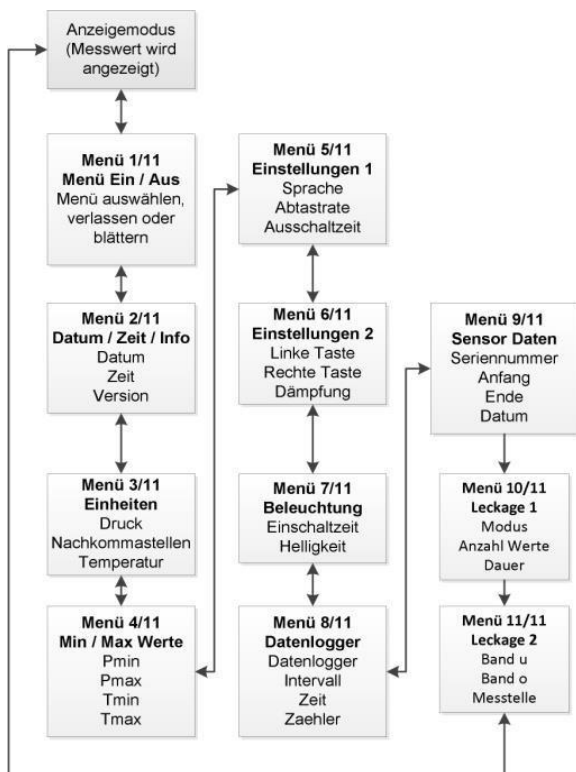 Anzeigemodus
(Messwert wird
angezeigt)
Menü 1/11
Menü Ein / Aus
Menü auswählen,
verlassen oder
blättern
Menü 2/11
Datum / Zeit / Info
Datum
Zeit
Version
Menü 3/11
Einheiten
Druck
Nachkommastellen
Temperatur
Menü 4/11
Min / Max Werte
Pmin
Pmax
Tmin
Tmax
Menü 5/11
Einstellungen 1
Sprache
Abtastrate
Ausschaltzeit
Menü 6/11
Einstellungen 2
Linke Taste
Rechte Taste
Dämpfung
Menü 7/11
Beleuchtung
Einschaltzeit
Helligkeit
Menü 8/11
Datenlogger
Datenlogger
Intervall
Zeit
Zaehler
Menü 9/11
Sensor Daten
Seriennummer
Anfang
Ende
Datum
Menü 10/11
Leckage 1
Modus
Anzahl Werte
Dauer
Menü 11/11
Leckage 2
Band u
Band o
Messtelle